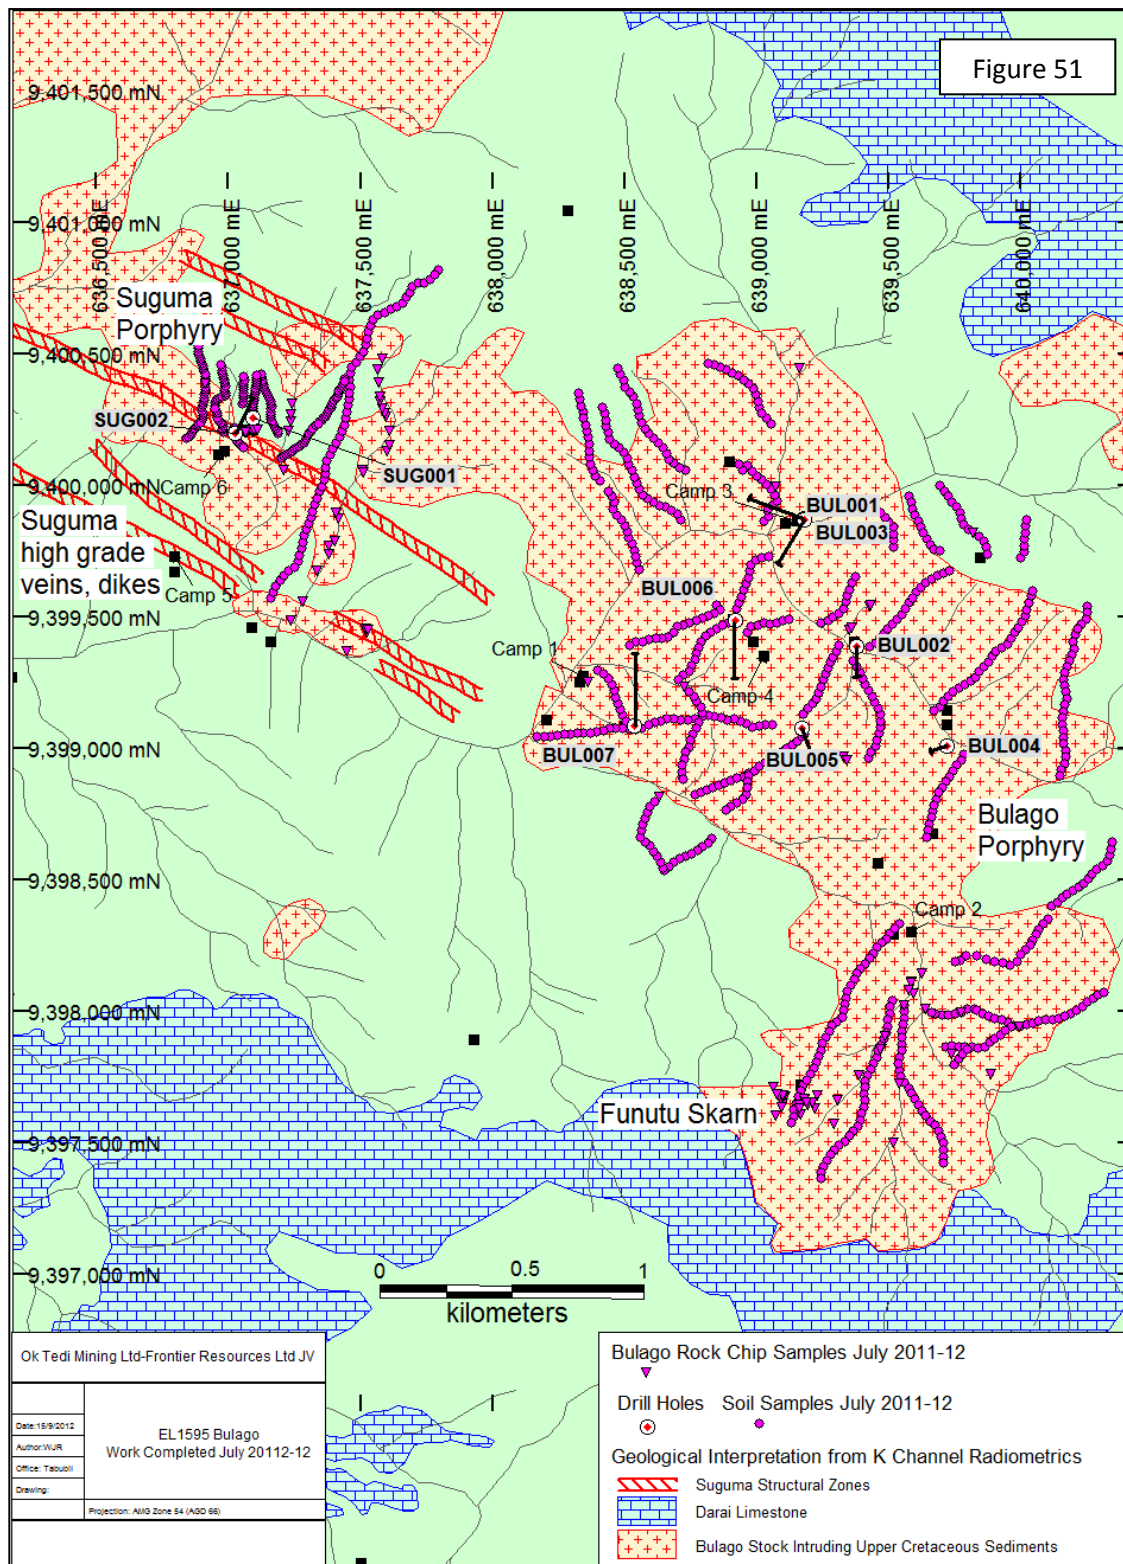 Figure 51
9,401,500 mN
9,401,000 mN
636,500 mE
637,000 mE
637,500 mE
638,000 mE
638,500 mE
639,000 mE
639,500 mE
640,000 mE
Suguma
Porphyry
9,400,500 mN
SUG002
SUG001
Camp 6
9,400,000 mN
Camp 3
BUL001
BUL003
Suguma
high grade
veins, dikes
Camp 5
BUL006
9,399,500 mN
Camp 1
BUL002
Camp 4
9,399,000 mN
BUL007
BUL005
BUL004
Bulago
Porphyry
9,398,500 mN
Camp 2
9,398,000 mN
Funutu Skarn
9,397,500 mN
9,397,000 mN
0 0.5 1
kilometers
Ok Tedi Mining Ltd-Frontier Resources Ltd JV
Date:15/9/2012
Author:WJR
Office: Tabubil
Drawing:
EL1595 Bulago
Work Completed July 20112-12
Projection: AMG Zone 54 (AGD 66)
Bulago Rock Chip Samples July 2011-12
Drill Holes Soil Samples July 2011-12
Geological Interpretation from K Channel Radiometrics
Suguma Structural Zones
Darai Limestone
Bulago Stock Intruding Upper Cretaceous Sediments